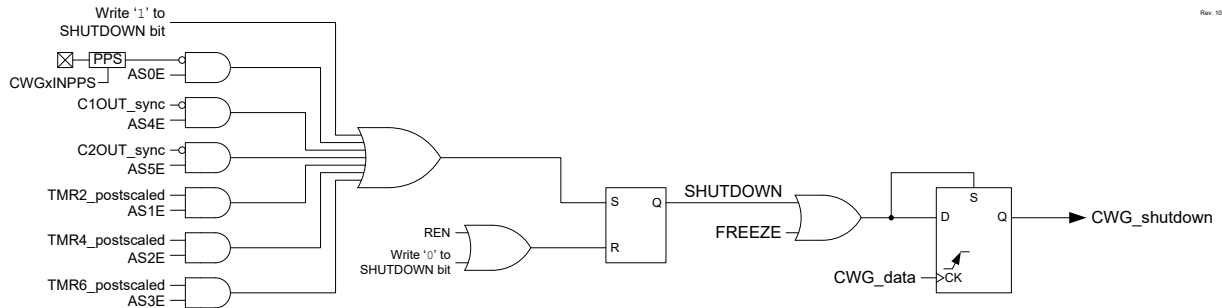 Write ‘1’ to
SHUTDOWN bit
Rev. 10
PPS
AS0E
CWGxINPPS
C1OUT_sync
AS4E
C2OUT_sync
AS5E
TMR2_postscaled
AS1E
TMR4_postscaled
AS2E
TMR6_postscaled
AS3E
REN
Write ‘0’ to
SHUTDOWN bit
S
Q
R
SHUTDOWN
FREEZE
S
D
Q
CWG_data
CK
CWG_shutdown